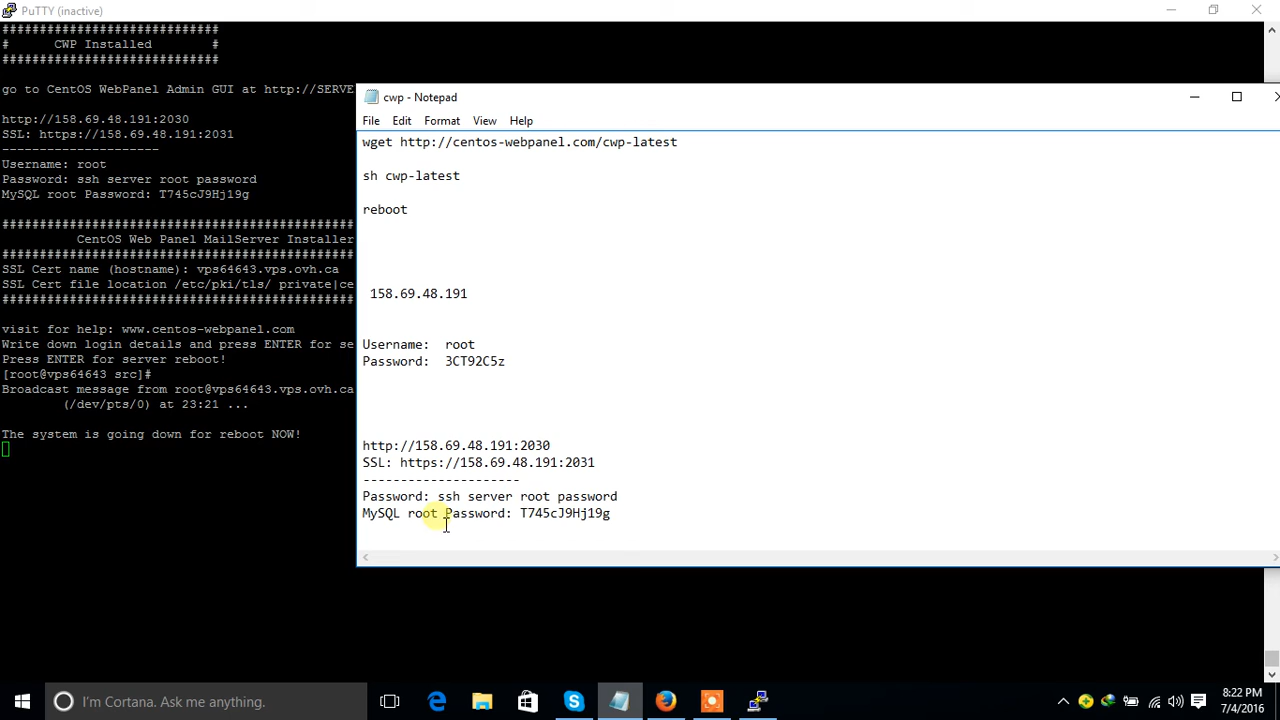 PuTTY (inactive)
#############################
#      CWP Installed        #
#############################
go to CentOS WebPanel Admin GUI at http://SERVE
http://158.69.48.191:2030
SSL: https://158.69.48.191:2031
---------------------
Username: root
Password: ssh server root password
MySQL root Password: T745cJ9Hj19g
###############################################
CentOS Web Panel MailServer Installer
###############################################
SSL Cert name (hostname): vps64643.vps.ovh.ca
SSL Cert file location /etc/pki/tls/ private|ce
###############################################
visit for help: www.centos-webpanel.com
Write down login details and press ENTER for se
Press ENTER for server reboot!
[root@vps64643 src]#
Broadcast message from root@vps64643.vps.ovh.ca
(/dev/pts/0) at 23:21 ...
The system is going down for reboot NOW!
cwp - Notepad
File Edit Format View Help
wget http://centos-webpanel.com/cwp-latest
sh cwp-latest
reboot
158.69.48.191
Username:  root
Password:  3CT92C5z
http://158.69.48.191:2030
SSL: https://158.69.48.191:2031
---------------------
Password: ssh server root password
MySQL root Password: T745cJ9Hj19g
I'm Cortana. Ask me anything.
8:22 PM
7/4/2016